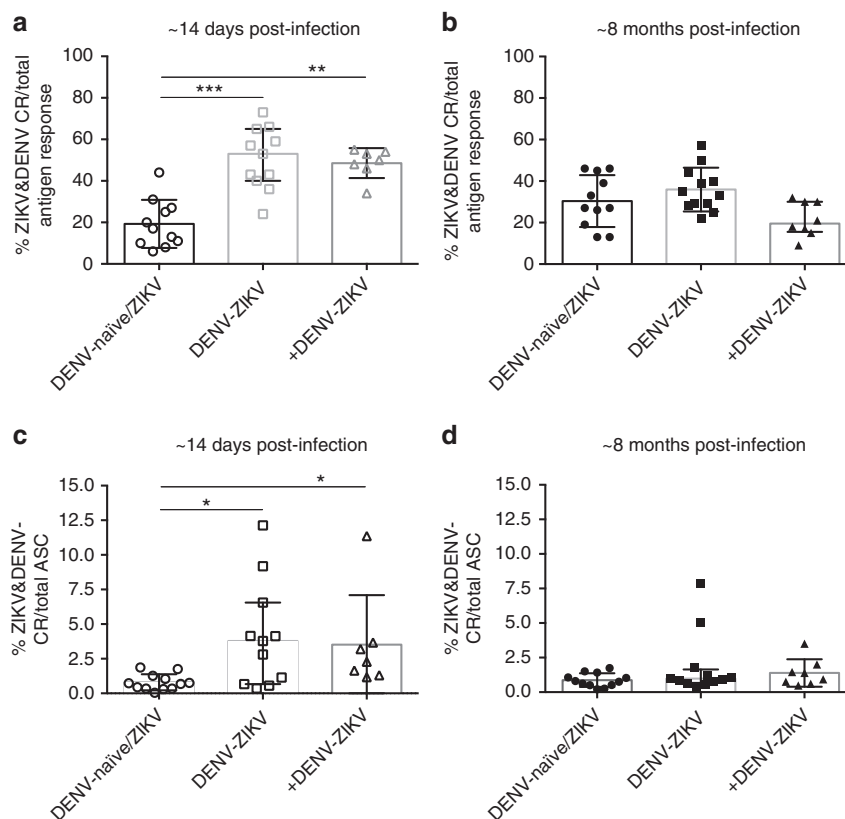 a
~14 days post-infection
% ZIKV&DENV CR/total
antigen response
100
80
60
40
20
0
***
**
DENV-naïve/ZIKV
DENV-ZIKV
+DENV-ZIKV
b
~8 months post-infection
% ZIKV&DENV CR/total
antigen response
100
80
60
40
20
0
DENV-naïve/ZIKV
DENV-ZIKV
+DENV-ZIKV
c
~14 days post-infection
% ZIKV&DENV-
CR/total ASC
15.0
12.5
10.0
7.5
5.0
2.5
0.0
*
*
DENV-naïve/ZIKV
DENV-ZIKV
+DENV-ZIKV
d
~8 months post-infection
% ZIKV&DENV-
CR/total ASC
15.0
12.5
10.0
7.5
5.0
2.5
0.0
DENV-naïve/ZIKV
DENV-ZIKV
+DENV-ZIKV